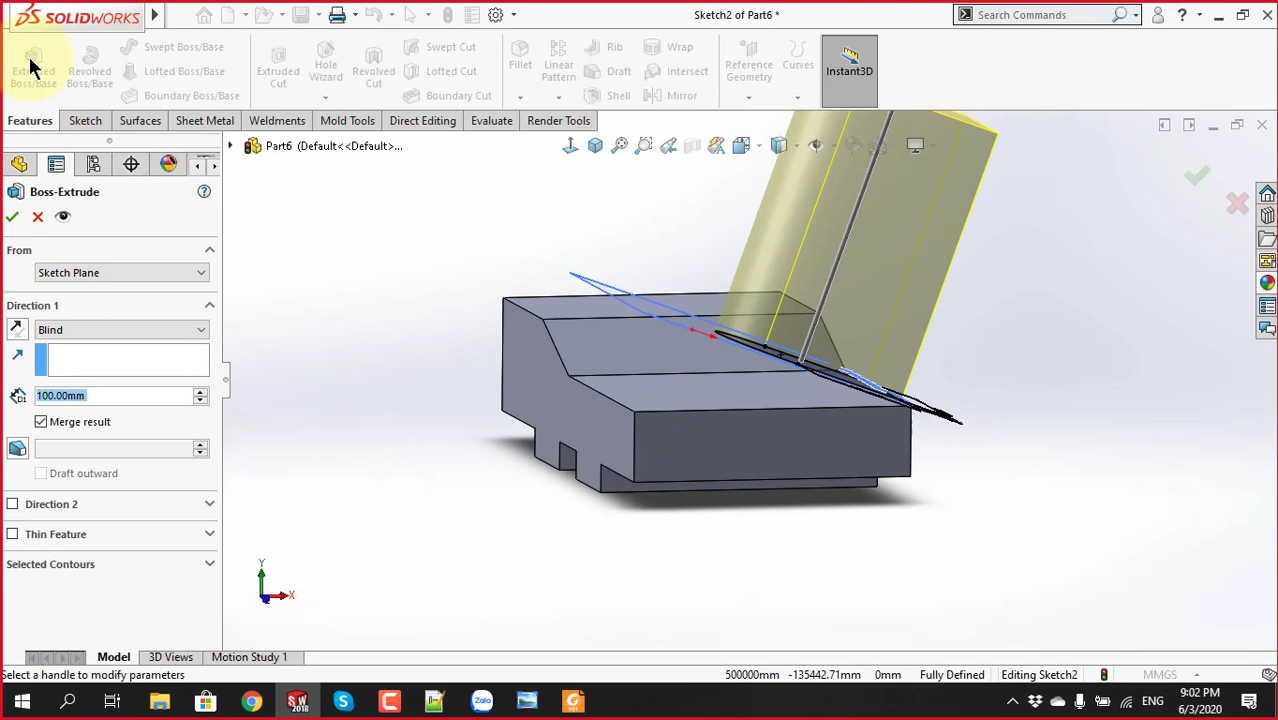 SOLIDWORKS
Sketch2 of Part6 *
Search Commands
Extruded Boss/Base
Revolved Boss/Base
Swept Boss/Base
Lofted Boss/Base
Boundary Boss/Base
Extruded Cut
Hole Wizard
Revolved Cut
Swept Cut
Lofted Cut
Boundary Cut
Fillet
Linear Pattern
Rib
Draft
Shell
Wrap
Intersect
Mirror
Reference Geometry
Curves
Instant3D
Features
Sketch
Surfaces
Sheet Metal
Weldments
Mold Tools
Direct Editing
Evaluate
Render Tools
Part6 (Default<<Default>...
Boss-Extrude
From
Sketch Plane
Direction 1
Blind
100.00mm
Merge result
Draft outward
Direction 2
Thin Feature
Selected Contours
Y
X
Model
3D Views
Motion Study 1
Select a handle to modify parameters
500000mm
-135442.71mm
0mm
Fully Defined
Editing Sketch2
MMGS
ENG
9:02 PM
6/3/2020